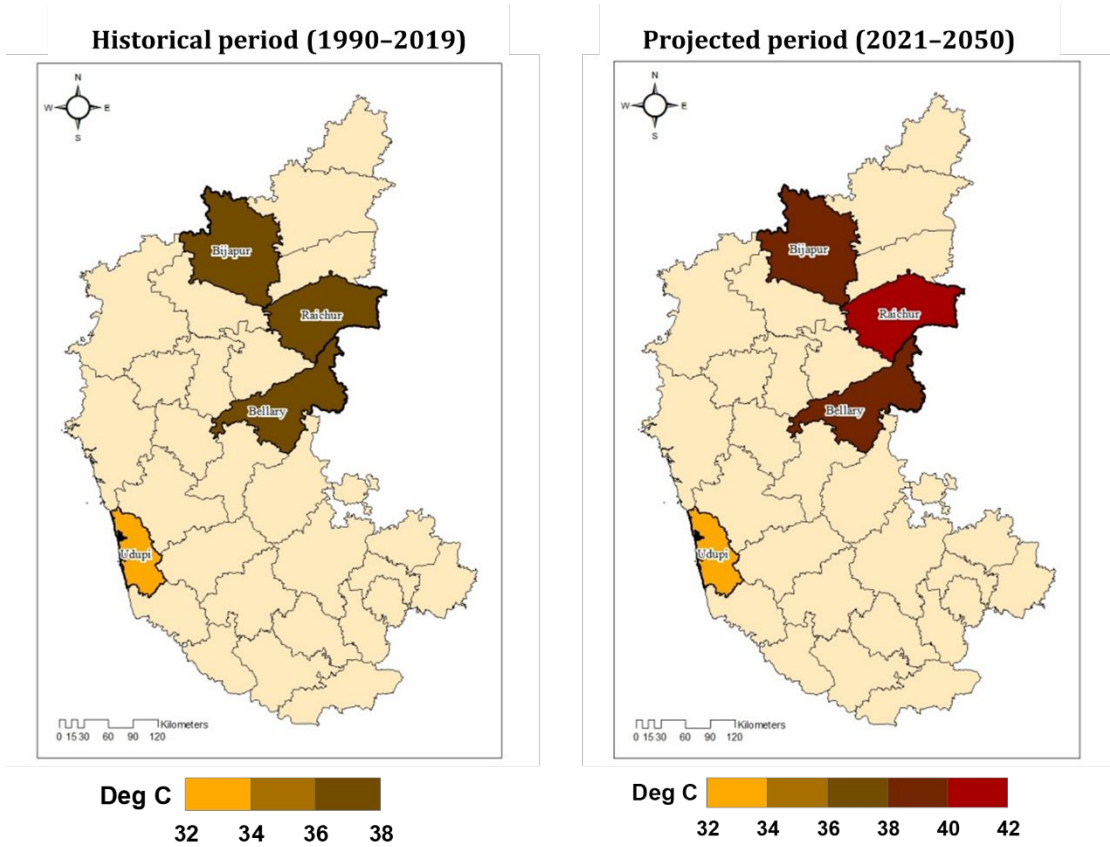 Historical period (1990–2019)
N
W E
S
Bijapur
Raichur
Bellary
Udupi
Kilometers
0 15 30 60 90 120
Deg C
32 34 36 38
Projected period (2021–2050)
N
W E
S
Bijapur
Raichur
Bellary
Udupi
Kilometers
0 15 30 60 90 120
Deg C
32 34 36 38 40 42